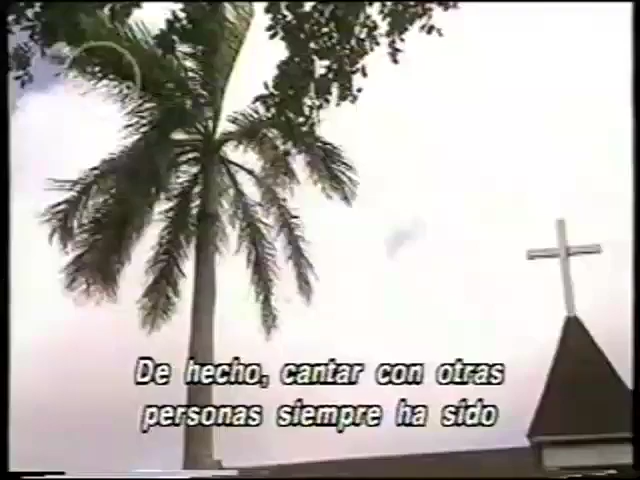 De hecho, cantar con otras
personas siempre ha sido